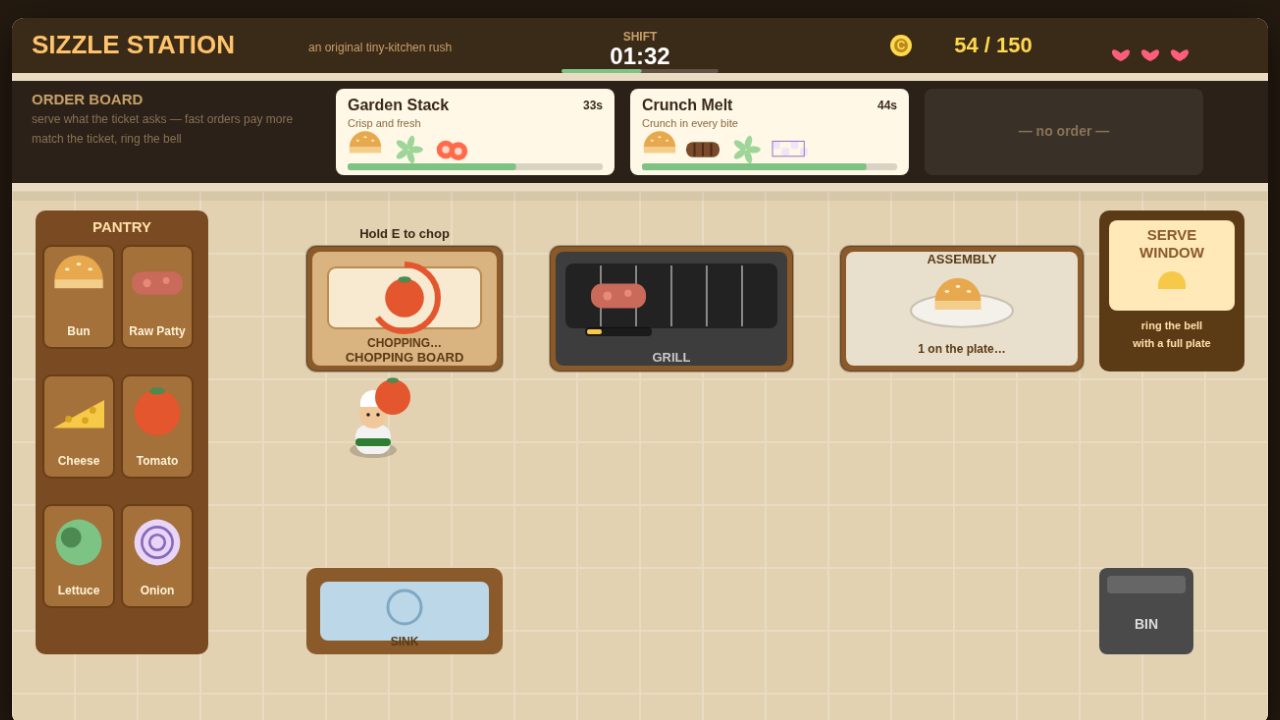 SIZZLE STATION
an original tiny-kitchen rush
SHIFT
01:32
C
54 / 150
ORDER BOARD
serve what the ticket asks — fast orders pay more
match the ticket, ring the bell
Garden Stack
33s
Crisp and fresh
Crunch Melt
44s
Crunch in every bite
— no order —
PANTRY
Bun
Raw Patty
Cheese
Tomato
Lettuce
Onion
Hold E to chop
CHOPPING…
CHOPPING BOARD
GRILL
ASSEMBLY
1 on the plate…
SERVE
WINDOW
ring the bell
with a full plate
SINK
BIN